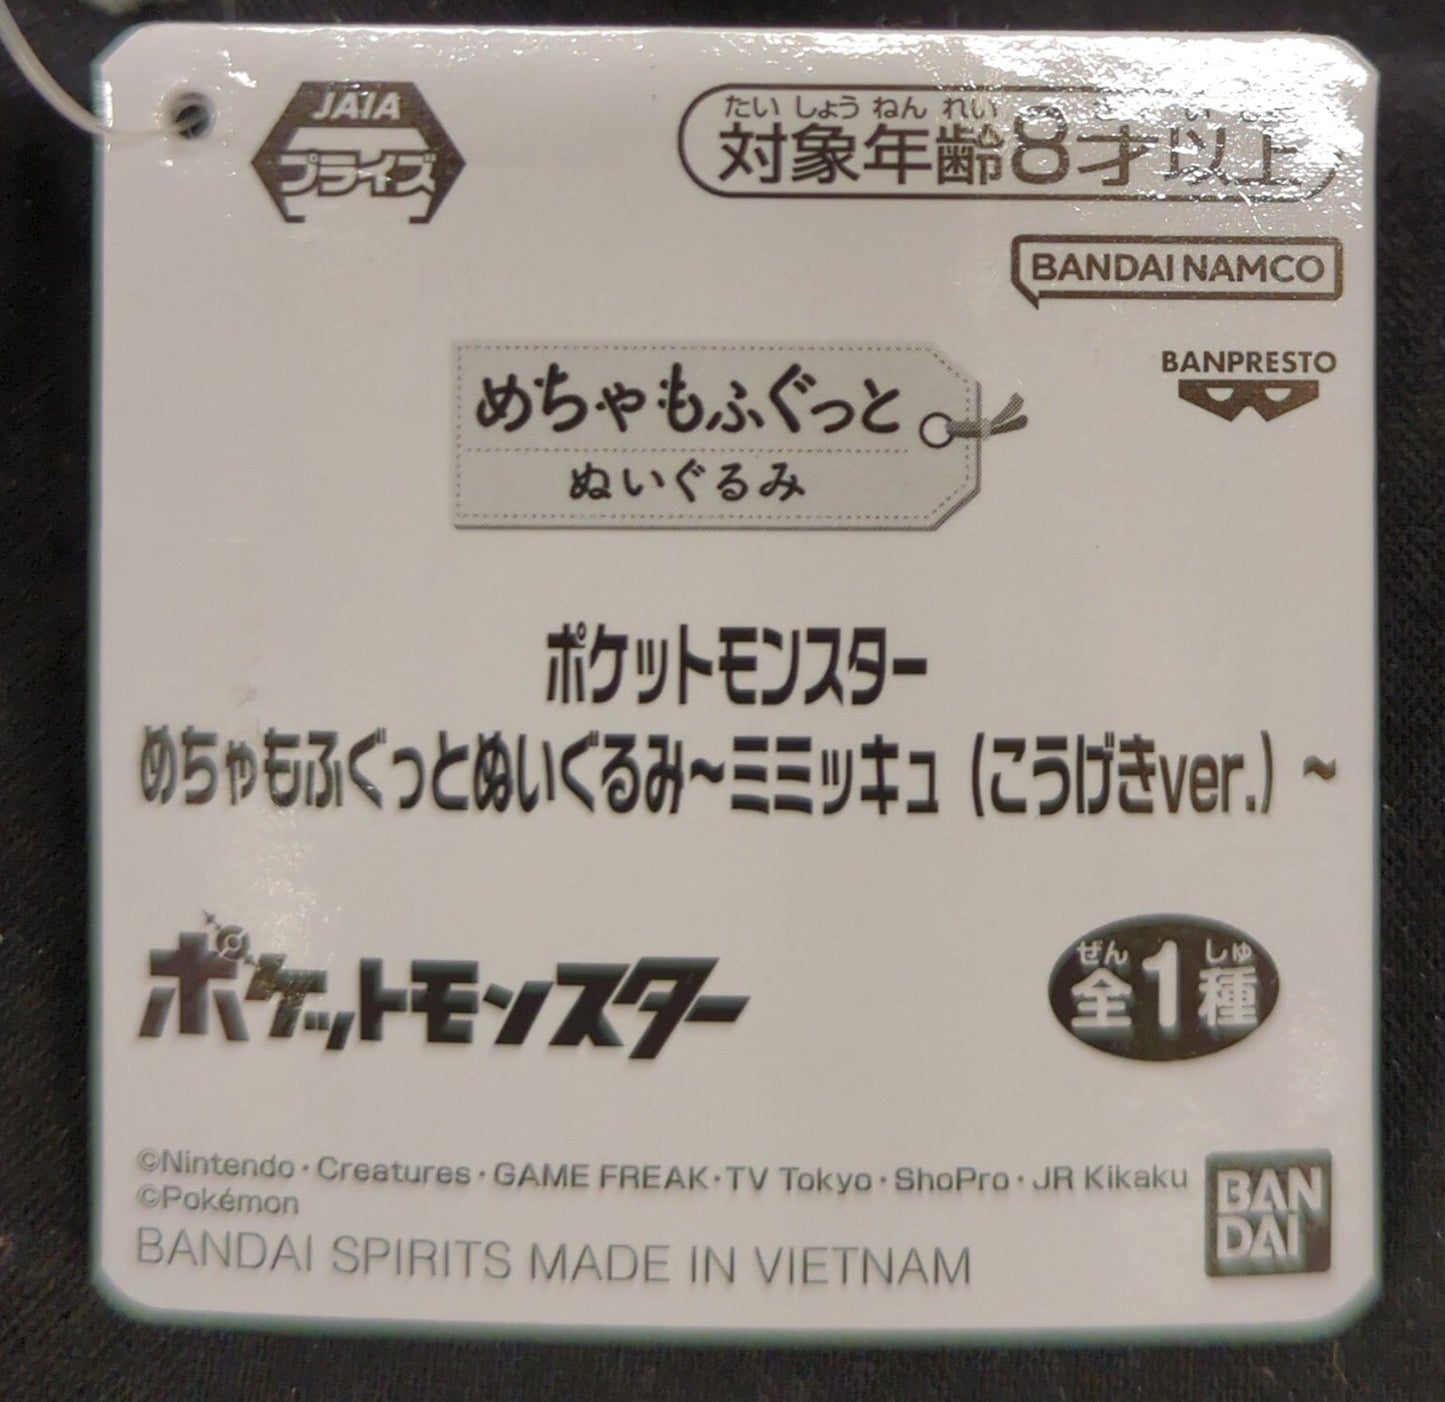 JAIA
プライズ
たいしょうねんれい
対象年齢8才以上
BANDAI NAMCO
BANPRESTO
めちゃもふぐっと
ぬいぐるみ
ポケットモンスター
めちゃもふぐっとぬいぐるみ～ミミッキュ（こうげきver.）～
ポケットモンスター
ぜん しゅ
全1種
©Nintendo・Creatures・GAME FREAK・TV Tokyo・ShoPro・JR Kikaku
©Pokémon
BANDAI SPIRITS MADE IN VIETNAM
BAN
DAI